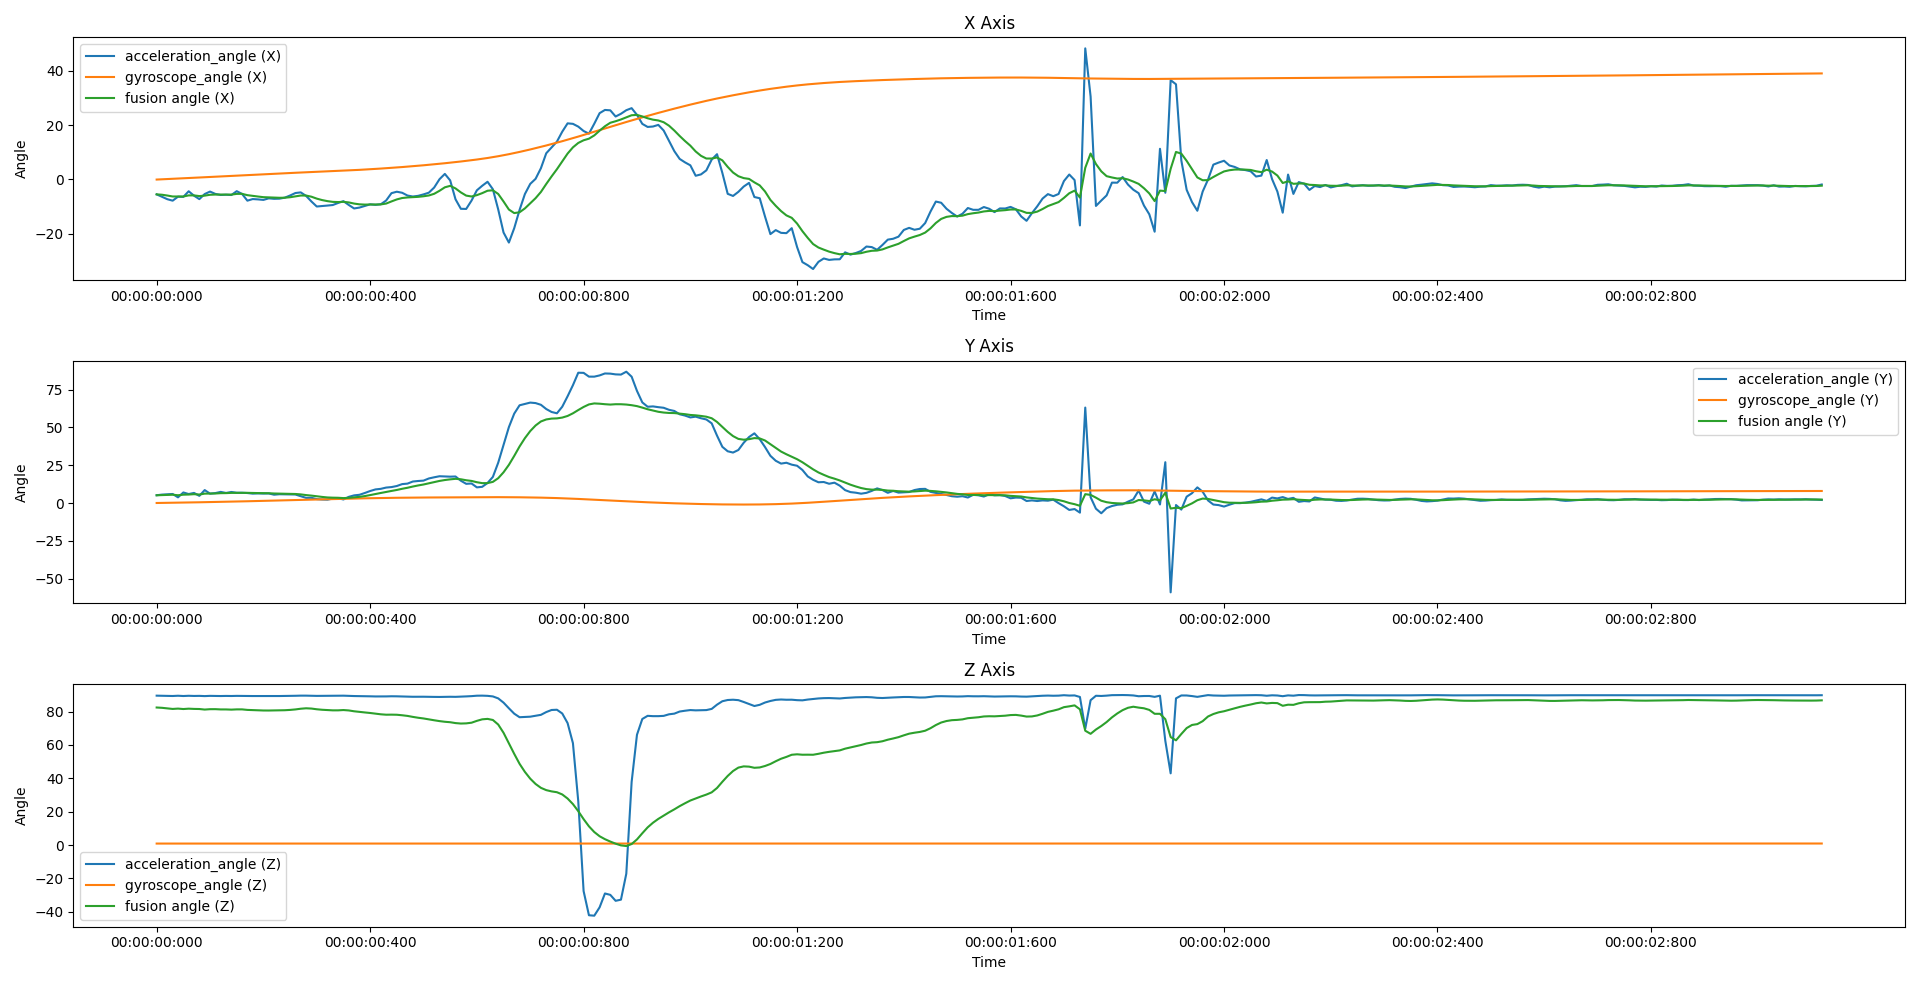 X Axis
acceleration_angle (X)
gyroscope_angle (X)
fusion angle (X)
Angle
40
20
0
−20
00:00:00:000 00:00:00:400 00:00:00:800 00:00:01:200 00:00:01:600 00:00:02:000 00:00:02:400 00:00:02:800
Time
Y Axis
acceleration_angle (Y)
gyroscope_angle (Y)
fusion angle (Y)
Angle
75
50
25
0
−25
−50
00:00:00:000 00:00:00:400 00:00:00:800 00:00:01:200 00:00:01:600 00:00:02:000 00:00:02:400 00:00:02:800
Time
Z Axis
Angle
80
60
40
20
0
−20
−40
acceleration_angle (Z)
gyroscope_angle (Z)
fusion angle (Z)
00:00:00:000 00:00:00:400 00:00:00:800 00:00:01:200 00:00:01:600 00:00:02:000 00:00:02:400 00:00:02:800
Time